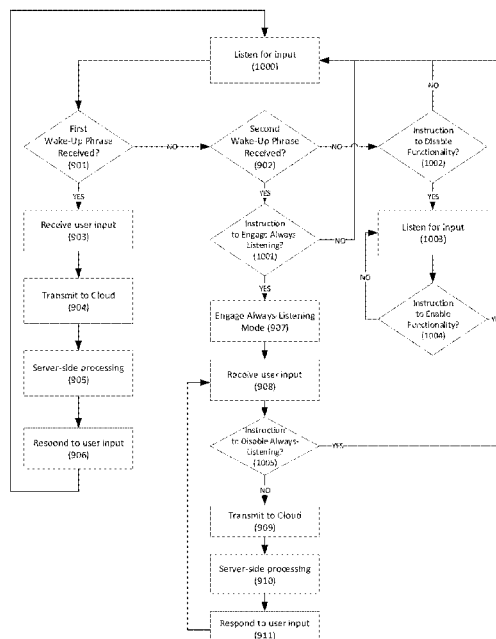 Listen for input
(1000)
First
Wake-Up Phrase
Received?
(901)
NO
Second
Wake-Up Phrase
Received?
(902)
NO
Instruction
to Disable
Functionality?
(1002)
NO
YES
YES
YES
Receive user input
(903)
Instruction
to Engage Always
Listening?
(1001)
NO
Listen for input
(1003)
NO
Transmit to Cloud
(904)
YES
Engage Always-Listening
Mode (907)
Instruction
to Enable
Functionality?
(1004)
YES
Server-side processing
(905)
Receive user input
(908)
Respond to user input
(906)
Instruction
to Disable Always-
Listening?
(1005)
YES
NO
Transmit to Cloud
(909)
Server-side processing
(910)
Respond to user input
(911)